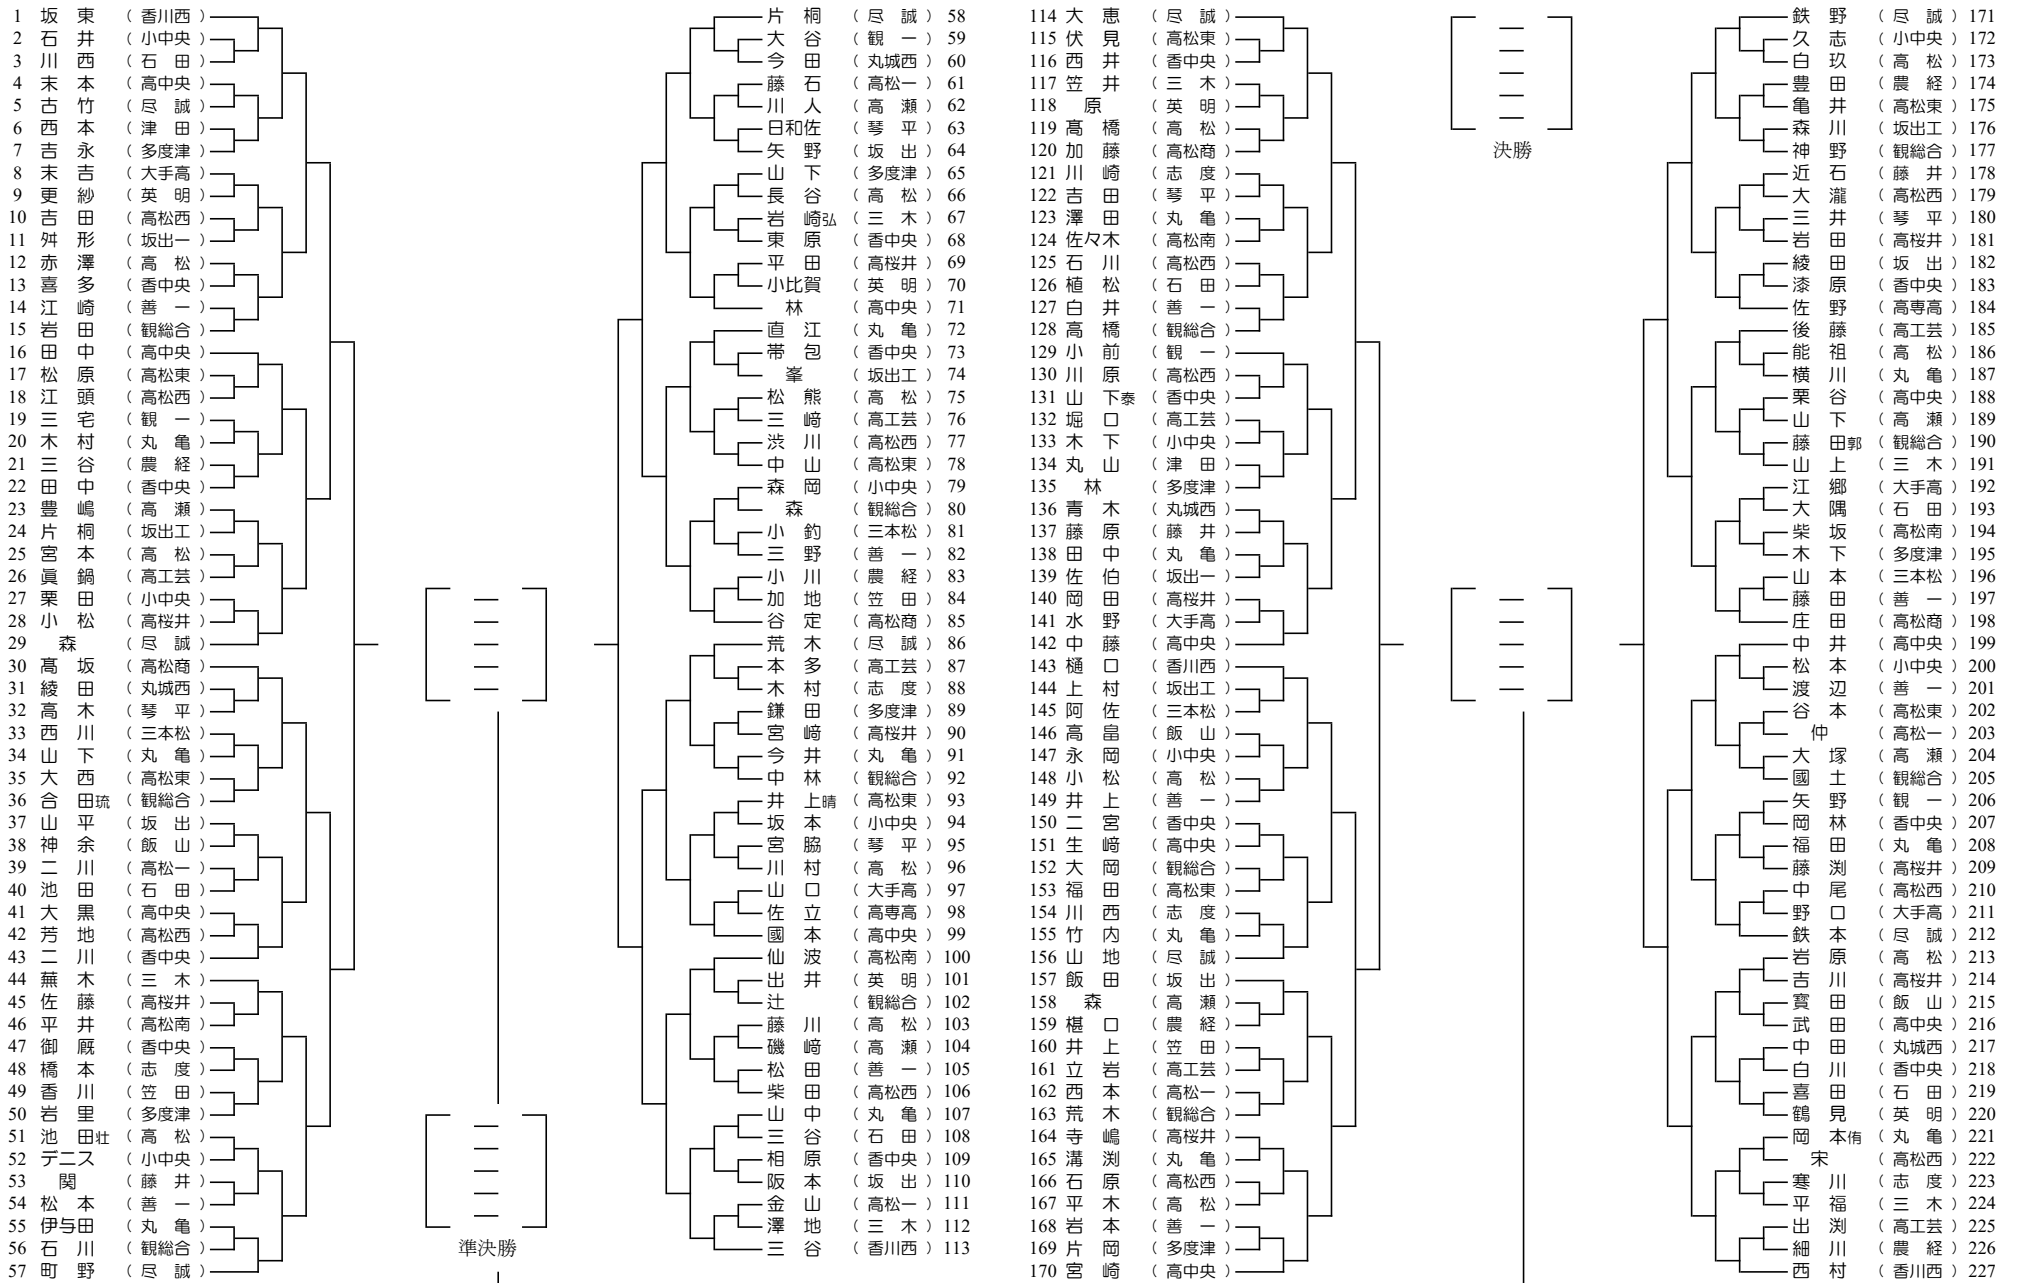 1 坂 東 （ 香川西 ）
2 石 井 （ 小中央 ）
3 川 西 （ 石 田 ）
4 末 本 （ 高中央 ）
5 古 竹 （ 尽 誠 ）
6 西 本 （ 津 田 ）
7 吉 永 （ 多度津 ）
8 末 吉 （ 大手高 ）
9 更 紗 （ 英 明 ）
10 吉 田 （ 高松西 ）
11 舛 形 （ 坂出一 ）
12 赤 澤 （ 高 松 ）
13 喜 多 （ 香中央 ）
14 江 崎 （ 善 一 ）
15 岩 田 （ 観総合 ）
16 田 中 （ 高中央 ）
17 松 原 （ 高松東 ）
18 江 頭 （ 高松西 ）
19 三 宅 （ 観 一 ）
20 木 村 （ 丸 亀 ）
21 三 谷 （ 農 経 ）
22 田 中 （ 香中央 ）
23 豊 嶋 （ 高 瀬 ）
24 片 桐 （ 坂出工 ）
25 宮 本 （ 高 松 ）
26 眞 鍋 （ 高工芸 ）
27 栗 田 （ 小中央 ）
28 小 松 （ 高桜井 ）
29 森 （ 尽 誠 ）
30 髙 坂 （ 高松商 ）
31 綾 田 （ 丸城西 ）
32 高 木 （ 琴 平 ）
33 西 川 （ 三本松 ）
34 山 下 （ 丸 亀 ）
35 大 西 （ 高松東 ）
36 合 田琉 （ 観総合 ）
37 山 平 （ 坂 出 ）
38 神 余 （ 飯 山 ）
39 二 川 （ 高松一 ）
40 池 田 （ 石 田 ）
41 大 黒 （ 高中央 ）
42 芳 地 （ 高松西 ）
43 二 川 （ 香中央 ）
44 蕪 木 （ 三 木 ）
45 佐 藤 （ 高桜井 ）
46 平 井 （ 高松南 ）
47 御 厩 （ 香中央 ）
48 橋 本 （ 志 度 ）
49 香 川 （ 笠 田 ）
50 岩 里 （ 多度津 ）
51 池 田壮 （ 高 松 ）
52 デニス （ 小中央 ）
53 関 （ 藤 井 ）
54 松 本 （ 善 一 ）
55 伊与田 （ 丸 亀 ）
56 石 川 （ 観総合 ）
57 町 野 （ 尽 誠 ）
準決勝
片 桐 （ 尽 誠 ） 58
大 谷 （ 観 一 ） 59
今 田 （ 丸城西 ） 60
藤 石 （ 高松一 ） 61
川 人 （ 高 瀬 ） 62
日和佐 （ 琴 平 ） 63
矢 野 （ 坂 出 ） 64
山 下 （ 多度津 ） 65
長 谷 （ 高 松 ） 66
岩 崎弘 （ 三 木 ） 67
東 原 （ 香中央 ） 68
平 田 （ 高桜井 ） 69
小比賀 （ 英 明 ） 70
林 （ 高中央 ） 71
直 江 （ 丸 亀 ） 72
帯 包 （ 香中央 ） 73
峯 （ 坂出工 ） 74
松 熊 （ 高 松 ） 75
三 﨑 （ 高工芸 ） 76
渋 川 （ 高松西 ） 77
中 山 （ 高松東 ） 78
森 岡 （ 小中央 ） 79
森 （ 観総合 ） 80
小 釣 （ 三本松 ） 81
三 野 （ 善 一 ） 82
小 川 （ 農 経 ） 83
加 地 （ 笠 田 ） 84
谷 定 （ 高松商 ） 85
荒 木 （ 尽 誠 ） 86
本 多 （ 高工芸 ） 87
木 村 （ 志 度 ） 88
鎌 田 （ 多度津 ） 89
宮 﨑 （ 高桜井 ） 90
今 井 （ 丸 亀 ） 91
中 林 （ 観総合 ） 92
井 上晴 （ 高松東 ） 93
坂 本 （ 小中央 ） 94
宮 脇 （ 琴 平 ） 95
川 村 （ 高 松 ） 96
山 口 （ 大手高 ） 97
佐 立 （ 高専高 ） 98
國 本 （ 高中央 ） 99
仙 波 （ 高松南 ） 100
出 井 （ 英 明 ） 101
辻 （ 観総合 ） 102
藤 川 （ 高 松 ） 103
磯 﨑 （ 高 瀬 ） 104
松 田 （ 善 一 ） 105
柴 田 （ 高松西 ） 106
山 中 （ 丸 亀 ） 107
三 谷 （ 石 田 ） 108
相 原 （ 香中央 ） 109
阪 本 （ 坂 出 ） 110
金 山 （ 高松一 ） 111
澤 地 （ 三 木 ） 112
三 谷 （ 香川西 ） 113
114 大 恵 （ 尽 誠 ）
115 伏 見 （ 高松東 ）
116 西 井 （ 香中央 ）
117 笠 井 （ 三 木 ）
118 原 （ 英 明 ）
119 髙 橋 （ 高 松 ）
120 加 藤 （ 高松商 ）
121 川 崎 （ 志 度 ）
122 吉 田 （ 琴 平 ）
123 澤 田 （ 丸 亀 ）
124 佐々木 （ 高松南 ）
125 石 川 （ 高松西 ）
126 植 松 （ 石 田 ）
127 白 井 （ 善 一 ）
128 高 橋 （ 観総合 ）
129 小 前 （ 観 一 ）
130 川 原 （ 高松西 ）
131 山 下泰 （ 香中央 ）
132 堀 口 （ 高工芸 ）
133 木 下 （ 小中央 ）
134 丸 山 （ 津 田 ）
135 林 （ 多度津 ）
136 青 木 （ 丸城西 ）
137 藤 原 （ 藤 井 ）
138 田 中 （ 丸 亀 ）
139 佐 伯 （ 坂出一 ）
140 岡 田 （ 高桜井 ）
141 水 野 （ 大手高 ）
142 中 藤 （ 高中央 ）
143 樋 口 （ 香川西 ）
144 上 村 （ 坂出工 ）
145 阿 佐 （ 三本松 ）
146 高 畠 （ 飯 山 ）
147 永 岡 （ 小中央 ）
148 小 松 （ 高 松 ）
149 井 上 （ 善 一 ）
150 二 宮 （ 香中央 ）
151 生 﨑 （ 高中央 ）
152 大 岡 （ 観総合 ）
153 福 田 （ 高松東 ）
154 川 西 （ 志 度 ）
155 竹 内 （ 丸 亀 ）
156 山 地 （ 尽 誠 ）
157 飯 田 （ 坂 出 ）
158 森 （ 高 瀬 ）
159 椹 口 （ 農 経 ）
160 井 上 （ 笠 田 ）
161 立 岩 （ 高工芸 ）
162 西 本 （ 高松一 ）
163 荒 木 （ 観総合 ）
164 寺 嶋 （ 高桜井 ）
165 溝 渕 （ 丸 亀 ）
166 石 原 （ 高松西 ）
167 平 木 （ 高 松 ）
168 岩 本 （ 善 一 ）
169 片 岡 （ 多度津 ）
170 宮 崎 （ 高中央 ）
決勝
鉄 野 （ 尽 誠 ） 171
久 志 （ 小中央 ） 172
白 玖 （ 高 松 ） 173
豊 田 （ 農 経 ） 174
亀 井 （ 高松東 ） 175
森 川 （ 坂出工 ） 176
神 野 （ 観総合 ） 177
近 石 （ 藤 井 ） 178
大 瀧 （ 高松西 ） 179
三 井 （ 琴 平 ） 180
岩 田 （ 高桜井 ） 181
綾 田 （ 坂 出 ） 182
漆 原 （ 香中央 ） 183
佐 野 （ 高専高 ） 184
後 藤 （ 高工芸 ） 185
能 祖 （ 高 松 ） 186
横 川 （ 丸 亀 ） 187
栗 谷 （ 高中央 ） 188
山 下 （ 高 瀬 ） 189
藤 田郭 （ 観総合 ） 190
山 上 （ 三 木 ） 191
江 郷 （ 大手高 ） 192
大 隅 （ 石 田 ） 193
柴 坂 （ 高松南 ） 194
木 下 （ 多度津 ） 195
山 本 （ 三本松 ） 196
藤 田 （ 善 一 ） 197
庄 田 （ 高松商 ） 198
中 井 （ 高中央 ） 199
松 本 （ 小中央 ） 200
渡 辺 （ 善 一 ） 201
谷 本 （ 高松東 ） 202
仲 （ 高松一 ） 203
大 塚 （ 高 瀬 ） 204
國 土 （ 観総合 ） 205
矢 野 （ 観 一 ） 206
岡 林 （ 香中央 ） 207
福 田 （ 丸 亀 ） 208
藤 渕 （ 高桜井 ） 209
中 尾 （ 高松西 ） 210
野 口 （ 大手高 ） 211
鉄 本 （ 尽 誠 ） 212
岩 原 （ 高 松 ） 213
吉 川 （ 高桜井 ） 214
寳 田 （ 飯 山 ） 215
武 田 （ 高中央 ） 216
中 田 （ 丸城西 ） 217
白 川 （ 香中央 ） 218
喜 田 （ 石 田 ） 219
鶴 見 （ 英 明 ） 220
岡 本侑 （ 丸 亀 ） 221
宋 （ 高松西 ） 222
寒 川 （ 志 度 ） 223
平 福 （ 三 木 ） 224
出 渕 （ 高工芸 ） 225
細 川 （ 農 経 ） 226
西 村 （ 香川西 ） 227